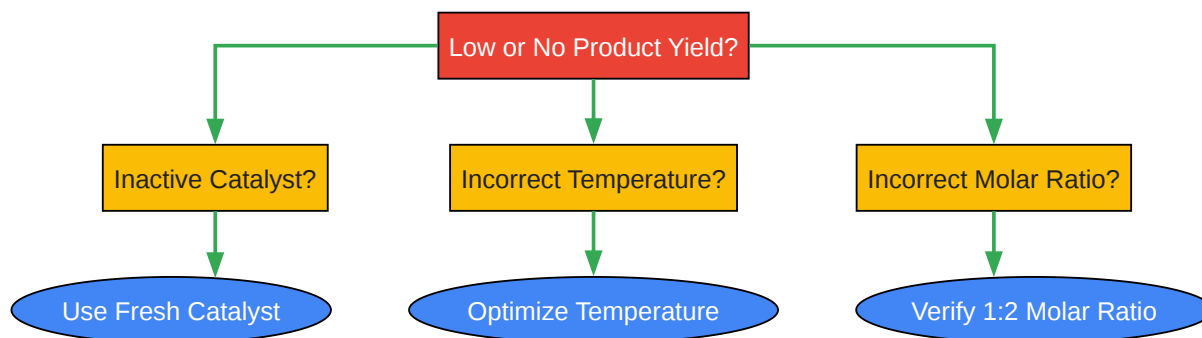 Low or No Product Yield?
Inactive Catalyst?
Incorrect Temperature?
Incorrect Molar Ratio?
Use Fresh Catalyst
Optimize Temperature
Verify 1:2 Molar Ratio